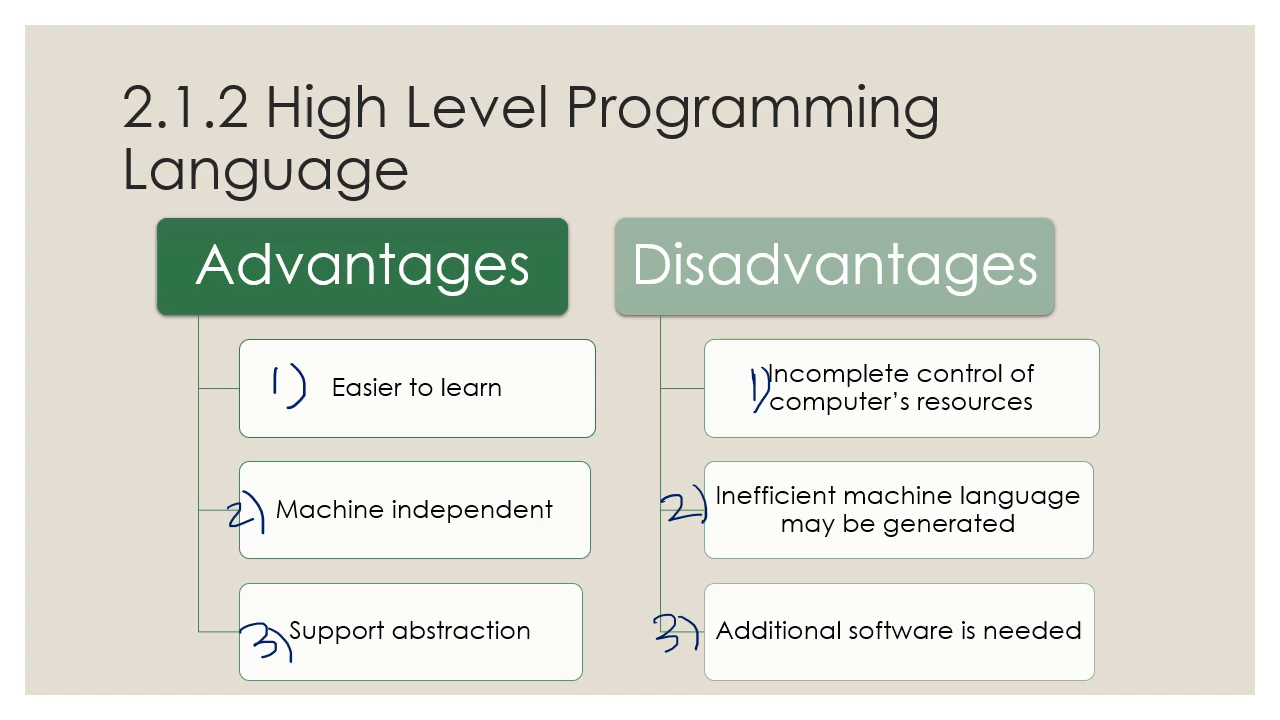 2.1.2 High Level Programming
Language
Advantages
1) Easier to learn
2) Machine independent
3) Support abstraction
Disadvantages
1) Incomplete control of
computer’s resources
2) Inefficient machine language
may be generated
3) Additional software is needed